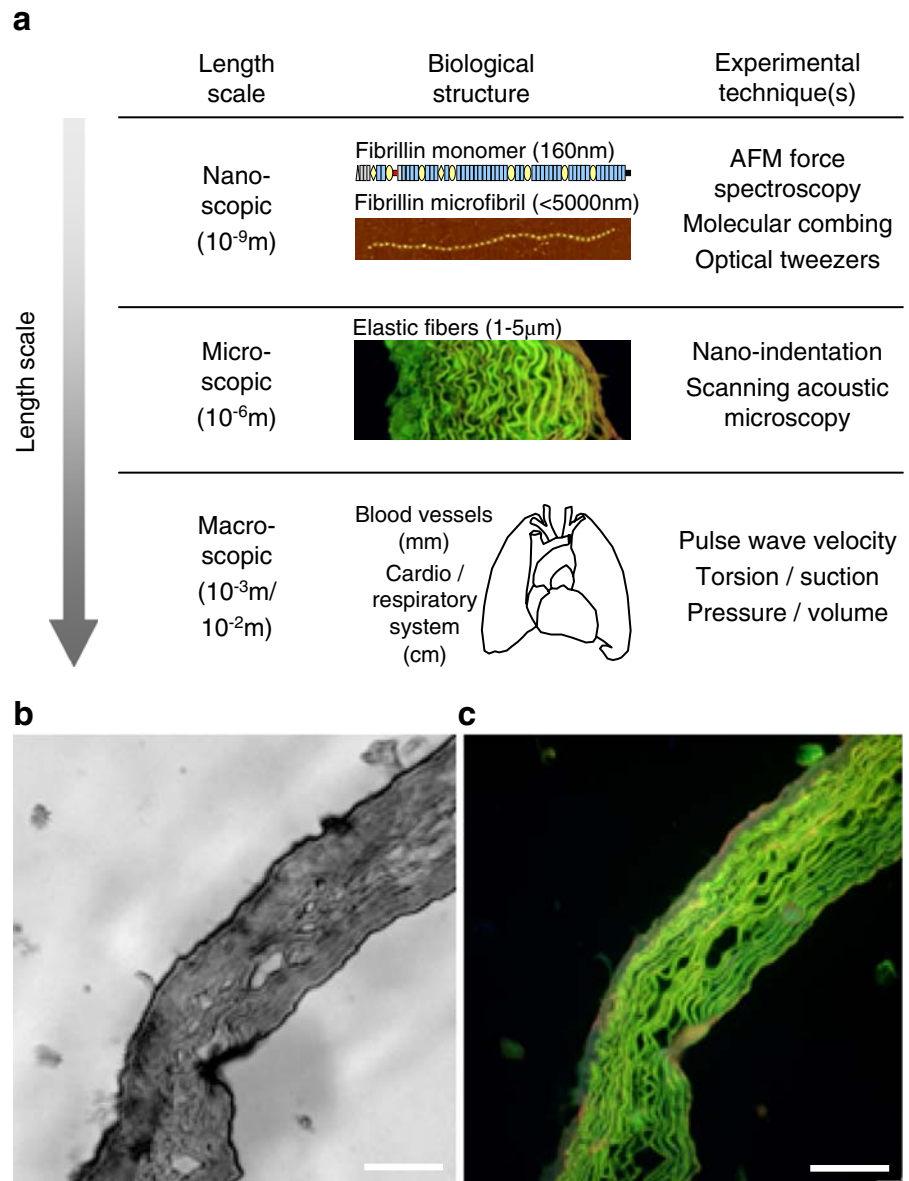 a
Length scale
Length
scale
Biological
structure
Experimental
technique(s)
Nano-
scopic
(10⁻⁹m)
Fibrillin monomer (160nm)
Fibrillin microfibril (<5000nm)
AFM force
spectroscopy
Molecular combing
Optical tweezers
Micro-
scopic
(10⁻⁶m)
Elastic fibers (1-5μm)
Nano-indentation
Scanning acoustic
microscopy
Macro-
scopic
(10⁻³m/
10⁻²m)
Blood vessels
(mm)
Cardio /
respiratory
system
(cm)
Pulse wave velocity
Torsion / suction
Pressure / volume
b
c